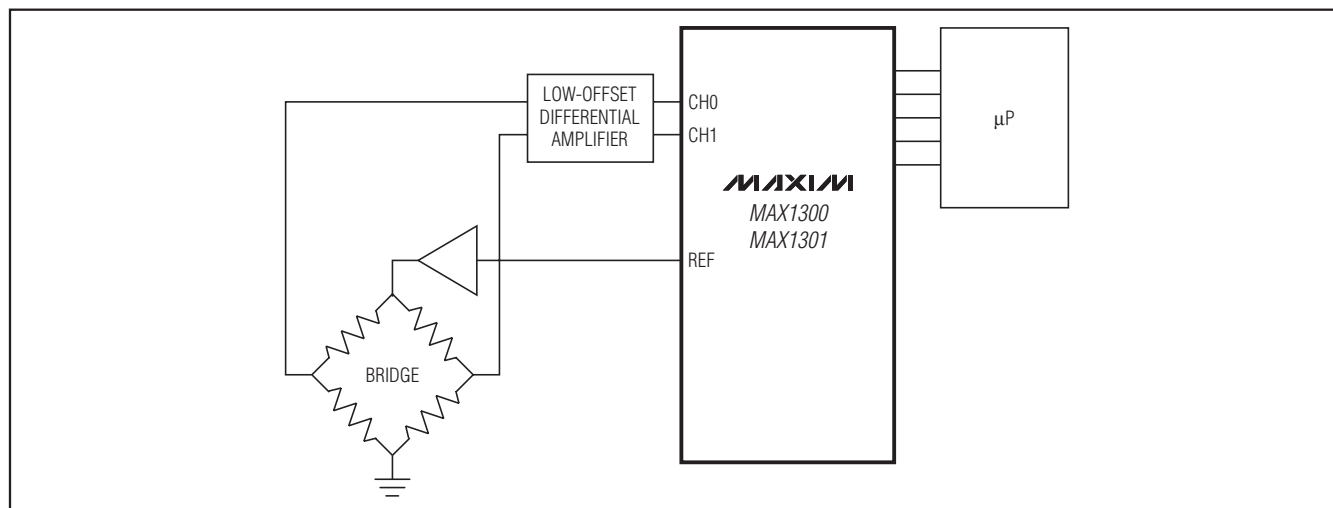 LOW-OFFSET
DIFFERENTIAL
AMPLIFIER
CH0
CH1
MAXIM
MAX1300
MAX1301
REF
µP
BRIDGE